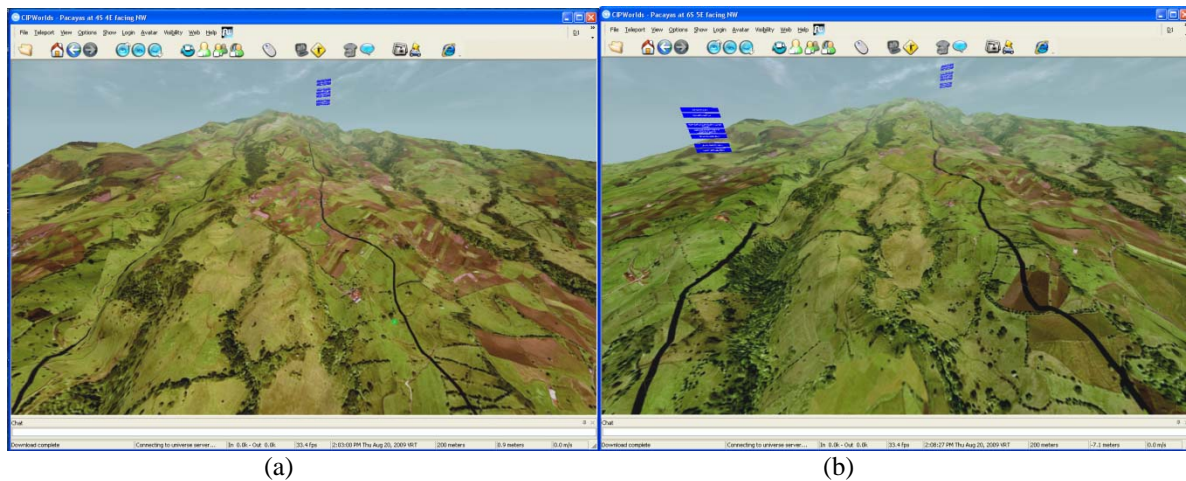 CIPWorlds - Pacayas at 4S 4E facing NW
File Teleport View Options Show Login Avatar Visibility Web Help
Chat
Download complete Connecting to universe server... In 0.0k - Out 0.0k 33.4 fps 2:03:00 PM Thu Aug 20, 2009 VRT 200 meters 8.9 meters 0.0 m/s
(a)
CIPWorlds - Pacayas at 6S 5E facing NW
File Teleport View Options Show Login Avatar Visibility Web Help
Chat
Download complete Connecting to universe server... In 0.0k - Out 0.0k 33.4 fps 2:08:27 PM Thu Aug 20, 2009 VRT 200 meters -7.1 meters 0.0 m/s
(b)